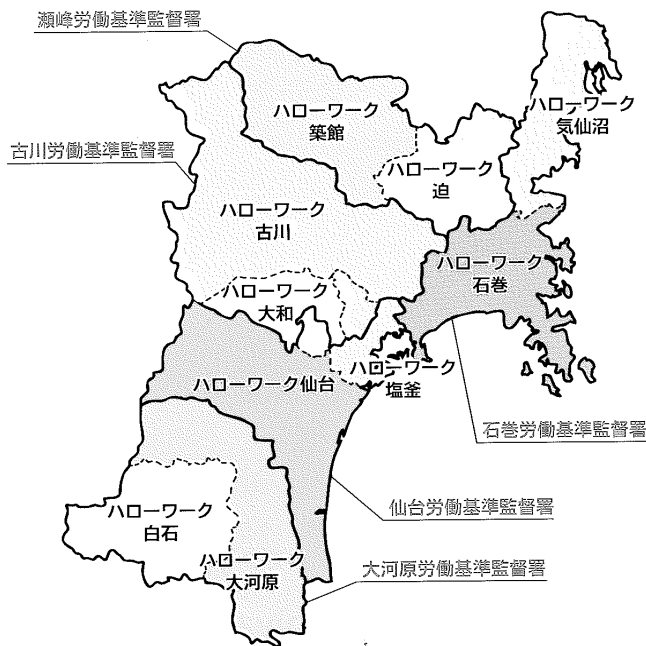 瀬峰労働基準監督署
ハローワーク
築館
ハローワーク
気仙沼
古川労働基準監督署
ハローワーク
迫
ハローワーク
古川
ハローワーク
石巻
ハローワーク
大和
ハローワーク
塩釜
ハローワーク仙台
石巻労働基準監督署
仙台労働基準監督署
ハローワーク
白石
ハローワーク
大河原
大河原労働基準監督署